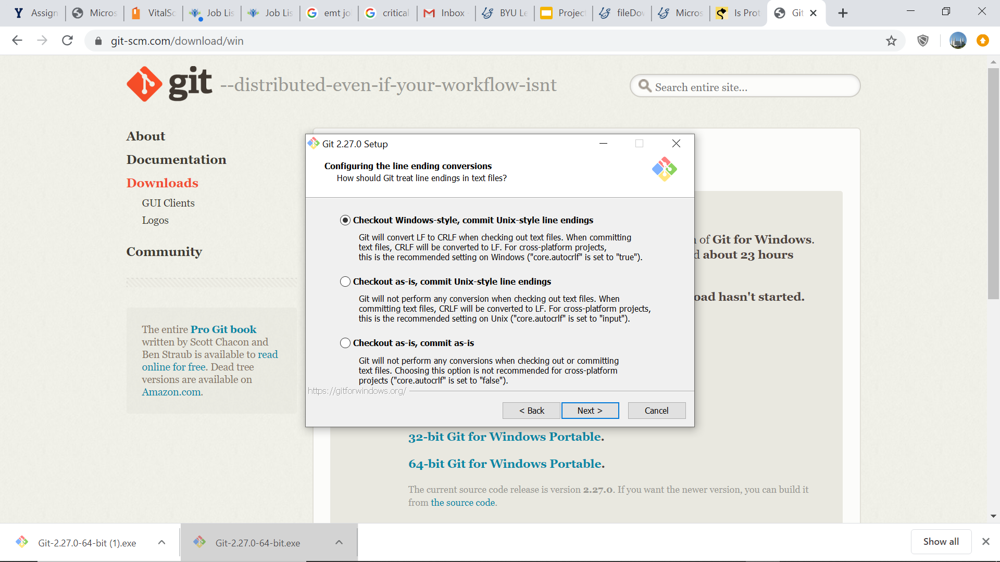 Assign
Micros
VitalSc
Job Lis
Job Lis
emt jo
critical
Inbox
BYU Le
Project
fileDow
Micros
Is Prot
Git
git-scm.com/download/win
git --distributed-even-if-your-workflow-isnt
Search entire site...
About
Documentation
Downloads
GUI Clients
Logos
Community
The entire Pro Git book
written by Scott Chacon and
Ben Straub is available to read
online for free. Dead tree
versions are available on
Amazon.com.
Git 2.27.0 Setup
Configuring the line ending conversions
How should Git treat line endings in text files?
Checkout Windows-style, commit Unix-style line endings
Git will convert LF to CRLF when checking out text files. When committing
text files, CRLF will be converted to LF. For cross-platform projects,
this is the recommended setting on Windows ("core.autocrlf" is set to "true").
Checkout as-is, commit Unix-style line endings
Git will not perform any conversion when checking out text files. When
committing text files, CRLF will be converted to LF. For cross-platform projects,
this is the recommended setting on Unix ("core.autocrlf" is set to "input").
Checkout as-is, commit as-is
Git will not perform any conversions when checking out or committing
text files. Choosing this option is not recommended for cross-platform
projects ("core.autocrlf" is set to "false").
https://gitforwindows.org/
< Back
Next >
Cancel
of Git for Windows.
d about 23 hours
oad hasn't started.
32-bit Git for Windows Portable.
64-bit Git for Windows Portable.
The current source code release is version 2.27.0. If you want the newer version, you can build it
from the source code.
Git-2.27.0-64-bit (1).exe
Git-2.27.0-64-bit.exe
Show all